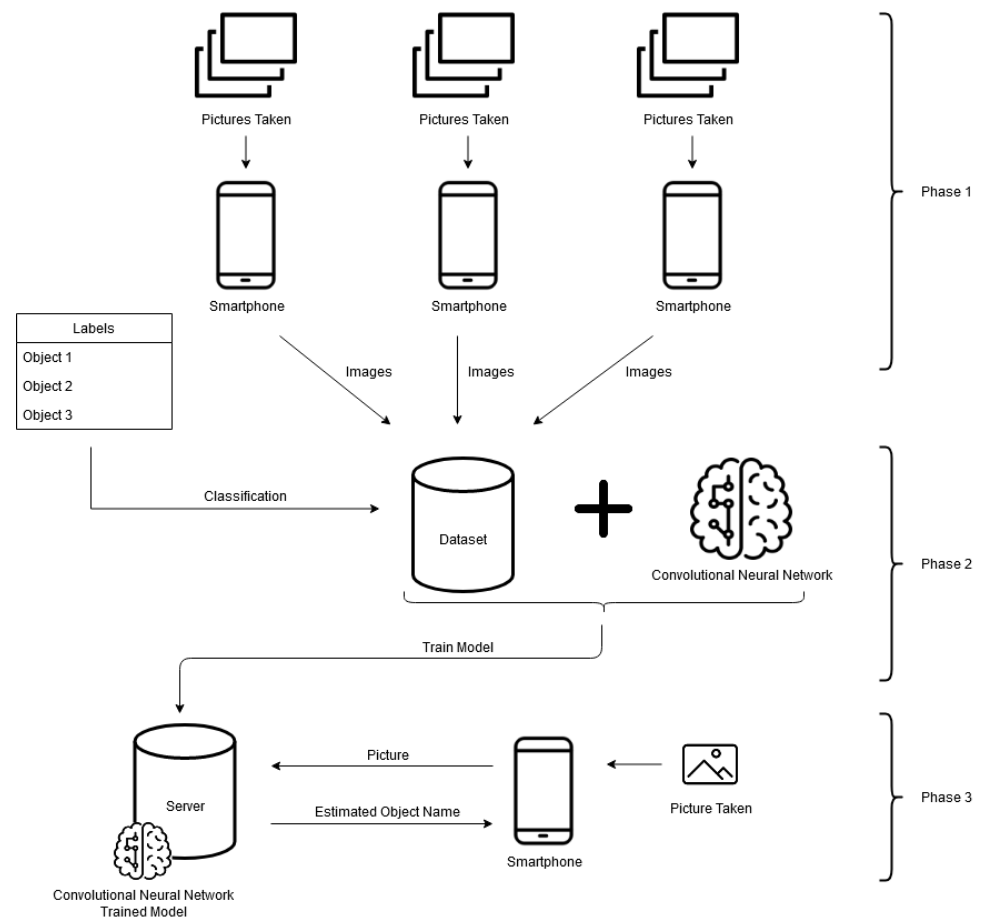 Pictures Taken
Pictures Taken
Pictures Taken
Phase 1
Smartphone
Smartphone
Smartphone
Labels
Object 1
Object 2
Object 3
Images
Images
Images
Classification
Dataset
Convolutional Neural Network
Phase 2
Train Model
Server
Picture
Estimated Object Name
Smartphone
Picture Taken
Phase 3
Convolutional Neural Network
Trained Model